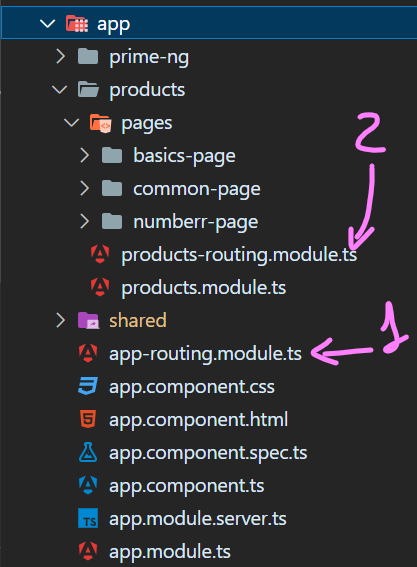 app
prime-ng
products
pages
2
basics-page
common-page
numberr-page
products-routing.module.ts
products.module.ts
shared
1
app-routing.module.ts
app.component.css
app.component.html
app.component.spec.ts
app.component.ts
TS app.module.server.ts
app.module.ts